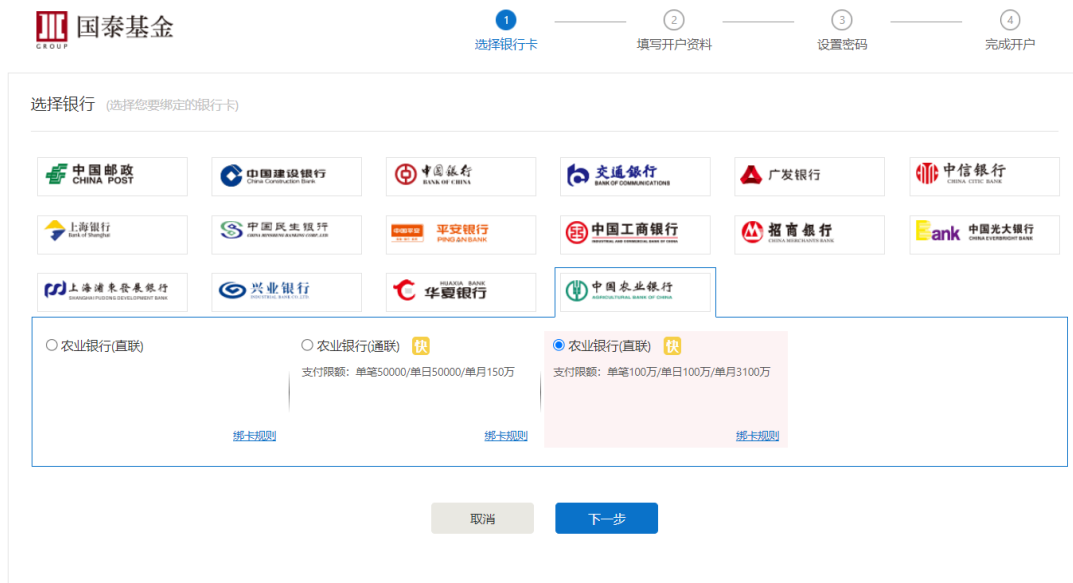 国泰基金
GROUP
1
2
3
4
选择银行卡
填写开户资料
设置密码
完成开户
选择银行 (选择您要绑定的银行卡)
中国邮政
CHINA POST
中国建设银行
China Construction Bank
中国银行
BANK OF CHINA
交通银行
BANK OF COMMUNICATIONS
广发银行
中信银行
CHINA CITIC BANK
上海银行
Bank of Shanghai
中国民生银行
CHINA MINSHENG BANKING CORP.,LTD
中国平安
平安银行
PING AN BANK
中国工商银行
INDUSTRIAL AND COMMERCIAL BANK OF CHINA
招商银行
CHINA MERCHANTS BANK
Bank
中国光大银行
CHINA EVERBRIGHT BANK
上海浦东发展银行
SHANGHAI PUDONG DEVELOPMENT BANK
兴业银行
INDUSTRIAL BANK CO.,LTD
HUAXIA BANK
华夏银行
中国农业银行
AGRICULTURAL BANK OF CHINA
农业银行(直联)
绑卡规则
农业银行(通联) 快
支付限额：单笔50000/单日50000/单月150万
绑卡规则
农业银行(直联) 快
支付限额：单笔100万/单日100万/单月3100万
绑卡规则
取消
下一步